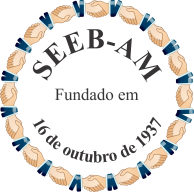 SEEB-AM
Fundado em
16 de outubro de 1937